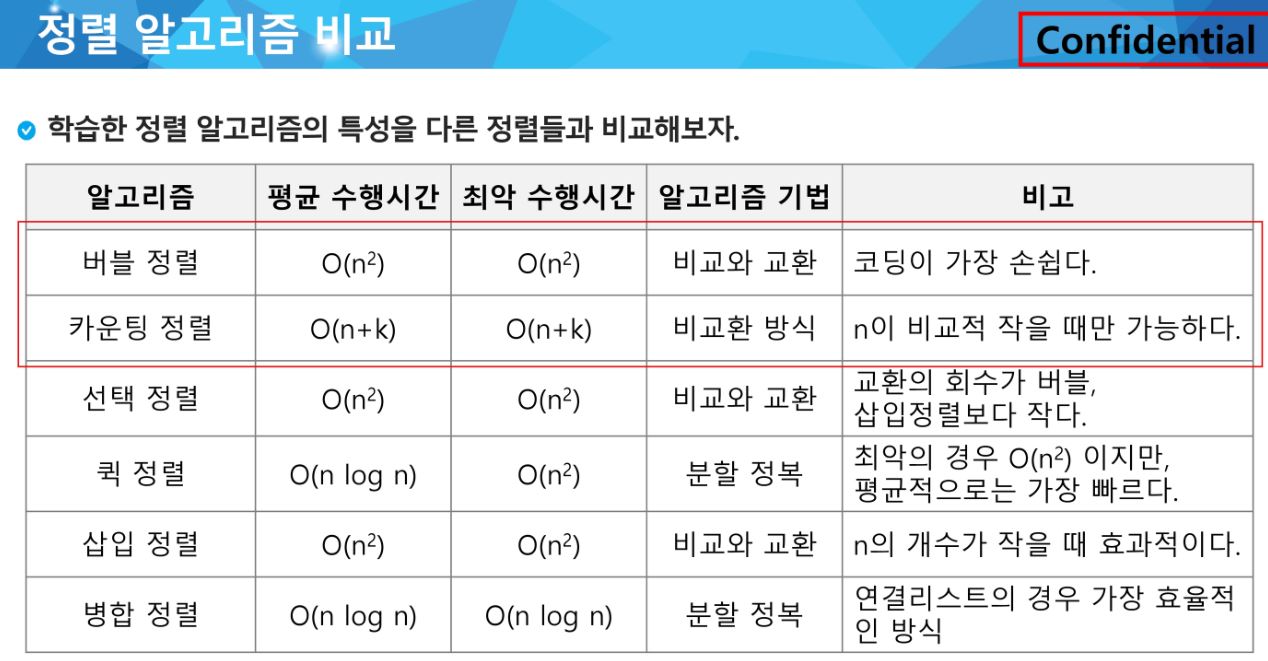 정렬 알고리즘 비교
Confidential
학습한 정렬 알고리즘의 특성을 다른 정렬들과 비교해보자.
알고리즘 평균 수행시간 최악 수행시간 알고리즘 기법 비고
버블 정렬 O(n²) O(n²) 비교와 교환 코딩이 가장 손쉽다.
카운팅 정렬 O(n+k) O(n+k) 비교환 방식 n이 비교적 작을 때만 가능하다.
선택 정렬 O(n²) O(n²) 비교와 교환 교환의 회수가 버블,
삽입정렬보다 작다.
퀵 정렬 O(n log n) O(n²) 분할 정복 최악의 경우 O(n²) 이지만,
평균적으로는 가장 빠르다.
삽입 정렬 O(n²) O(n²) 비교와 교환 n의 개수가 작을 때 효과적이다.
병합 정렬 O(n log n) O(n log n) 분할 정복 연결리스트의 경우 가장 효율적
인 방식